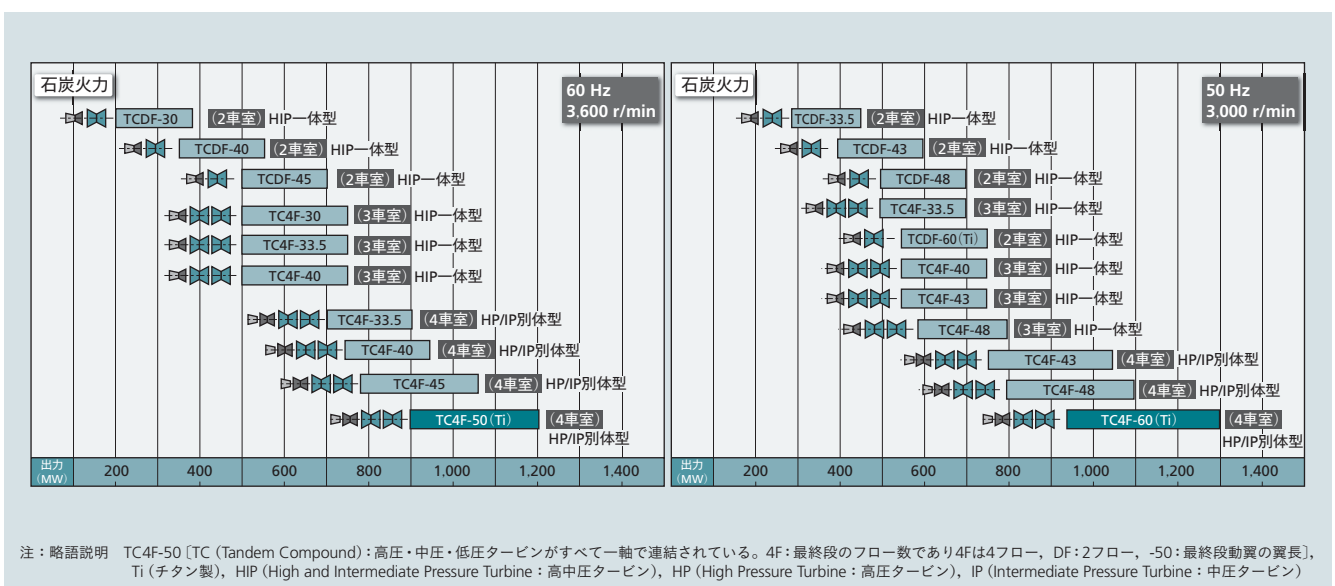 石炭火力
60 Hz
3,600 r/min
TCDF-30 (2車室) HIP一体型
TCDF-40 (2車室) HIP一体型
TCDF-45 (2車室) HIP一体型
TC4F-30 (3車室) HIP一体型
TC4F-33.5 (3車室) HIP一体型
TC4F-40 (3車室) HIP一体型
TC4F-33.5 (4車室) HP/IP別体型
TC4F-40 (4車室) HP/IP別体型
TC4F-45 (4車室) HP/IP別体型
TC4F-50(Ti) (4車室)
HP/IP別体型
出力
(MW)
200 400 600 800 1,000 1,200 1,400
石炭火力
50 Hz
3,000 r/min
TCDF-33.5 (2車室) HIP一体型
TCDF-43 (2車室) HIP一体型
TCDF-48 (2車室) HIP一体型
TC4F-33.5 (3車室) HIP一体型
TCDF-60(Ti) (2車室) HIP一体型
TC4F-40 (3車室) HIP一体型
TC4F-43 (3車室) HIP一体型
TC4F-48 (3車室) HIP一体型
TC4F-43 (4車室) HP/IP別体型
TC4F-48 (4車室) HP/IP別体型
TC4F-60(Ti) (4車室)
HP/IP別体型
出力
(MW)
200 400 600 800 1,000 1,200 1,400
注:略語説明 TC4F-50〔TC(Tandem Compound):高圧・中圧・低圧タービンがすべて一軸で連結されている。4F:最終段のフロー数であり4Fは4フロー,DF:2フロー,-50:最終段動翼の翼長〕,
Ti(チタン製),HIP(High and Intermediate Pressure Turbine:高中圧タービン),HP(High Pressure Turbine:高圧タービン),IP(Intermediate Pressure Turbine:中圧タービン)